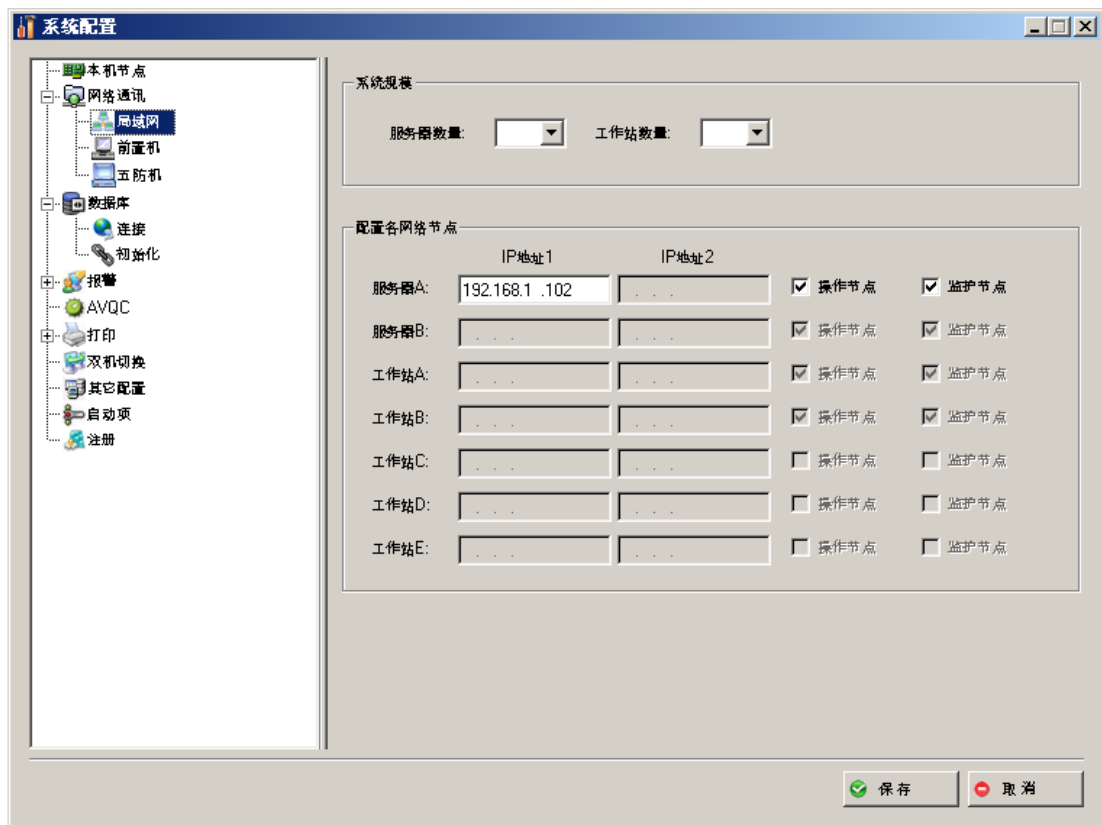 系统配置
本机节点
网络通讯
局域网
前置机
五防机
数据库
连接
初始化
报警
AVQC
打印
双机切换
其它配置
启动项
注册
系统规模
服务器数量: 工作站数量:
配置各网络节点
IP地址1 IP地址2
服务器A: 192.168.1 .102 . . . 操作节点 监护节点
服务器B: . . . . . . 操作节点 监护节点
工作站A: . . . . . . 操作节点 监护节点
工作站B: . . . . . . 操作节点 监护节点
工作站C: . . . . . . 操作节点 监护节点
工作站D: . . . . . . 操作节点 监护节点
工作站E: . . . . . . 操作节点 监护节点
保存 取消